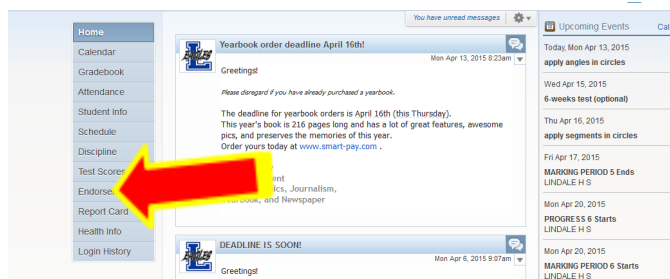 You have unread messages
Home
Calendar
Gradebook
Attendance
Student Info
Schedule
Discipline
Test Scores
Report Card
Health Info
Login History
EAGLES
Yearbook order deadline April 16th!
Mon Apr 13, 2015 8:23am
Greetings!
Please disregard if you have already purchased a yearbook.
The deadline for yearbook orders is April 16th (this Thursday).
This year's book is 216 pages long and has a lot of great features, awesome
pics, and preserves the memories of this year.
Order yours today at www.smart-pay.com .
Journalism,
and Newspaper
EAGLES
DEADLINE IS SOON!
Mon Apr 6, 2015 9:07am
Greetings!
Upcoming Events
Today, Mon Apr 13, 2015
apply angles in circles
Wed Apr 15, 2015
6-weeks test (optional)
Thu Apr 16, 2015
apply segments in circles
Fri Apr 17, 2015
MARKING PERIOD 5 Ends
LINDALE H S
Mon Apr 20, 2015
PROGRESS 6 Starts
LINDALE H S
Mon Apr 20, 2015
MARKING PERIOD 6 Starts
LINDALE H S